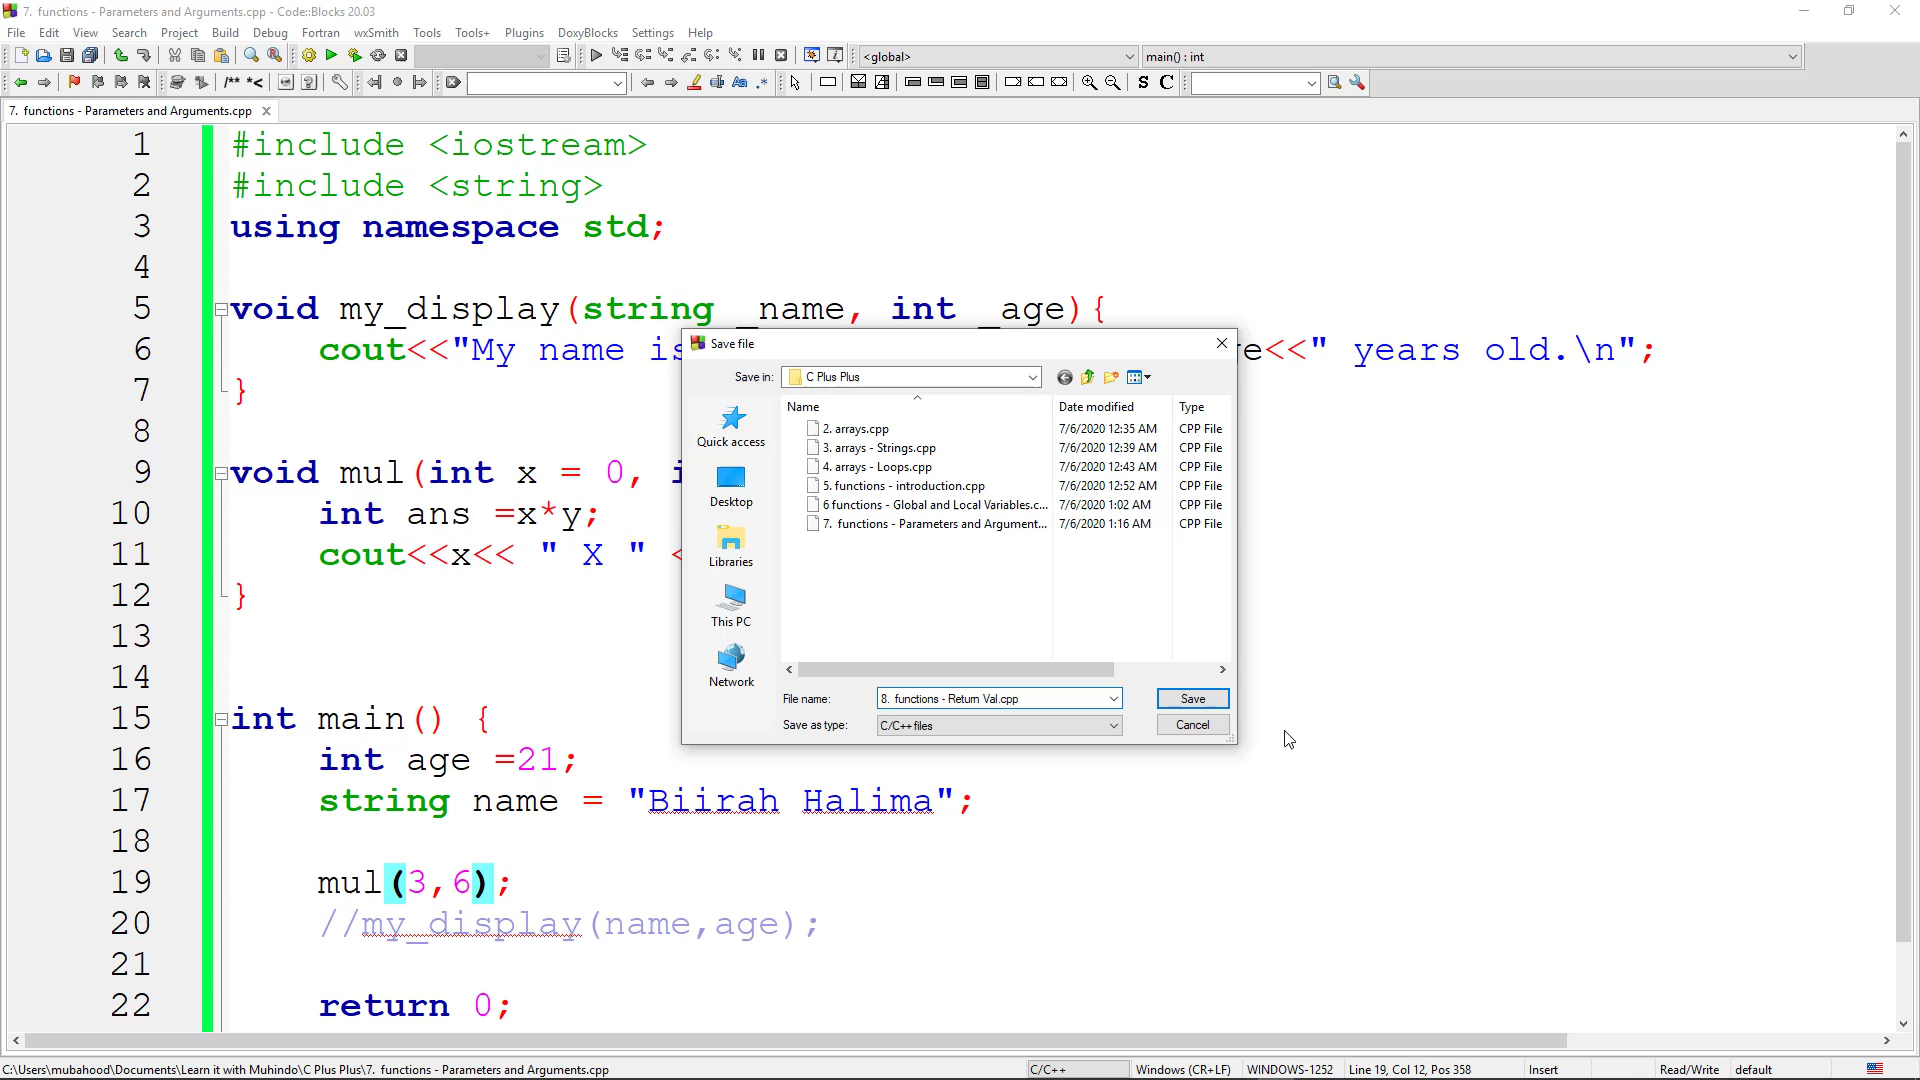 7. functions - Parameters and Arguments.cpp - Code::Blocks 20.03
File Edit View Search Project Build Debug Fortran wxSmith Tools Tools+ Plugins DoxyBlocks Settings Help
<global> main() : int
/** *< S C
7. functions - Parameters and Arguments.cpp
1 #include <iostream>
2 #include <string>
3 using namespace std;
4
5 void my_display(string _name, int _age){
6 cout<<"My name is e<<" years old.\n";
7 }
8
9 void mul(int x = 0, i
10 int ans =x*y;
11 cout<<x<< " X " <
12 }
13
14
15 int main() {
16 int age =21;
17 string name = "Biirah Halima";
18
19 mul(3,6);
20 //my_display(name,age);
21
22 return 0;
Save file
Save in: C Plus Plus
Name Date modified Type
2. arrays.cpp 7/6/2020 12:35 AM CPP File
3. arrays - Strings.cpp 7/6/2020 12:39 AM CPP File
4. arrays - Loops.cpp 7/6/2020 12:43 AM CPP File
5. functions - introduction.cpp 7/6/2020 12:52 AM CPP File
6 functions - Global and Local Variables.c... 7/6/2020 1:02 AM CPP File
7. functions - Parameters and Argument... 7/6/2020 1:16 AM CPP File
Quick access
Desktop
Libraries
This PC
Network
File name: 8. functions - Return Val.cpp Save
Save as type: C/C++ files Cancel
C:\Users\mubahood\Documents\Learn it with Muhindo\C Plus Plus\7. functions - Parameters and Arguments.cpp C/C++ Windows (CR+LF) WINDOWS-1252 Line 19, Col 12, Pos 358 Insert Read/Write default